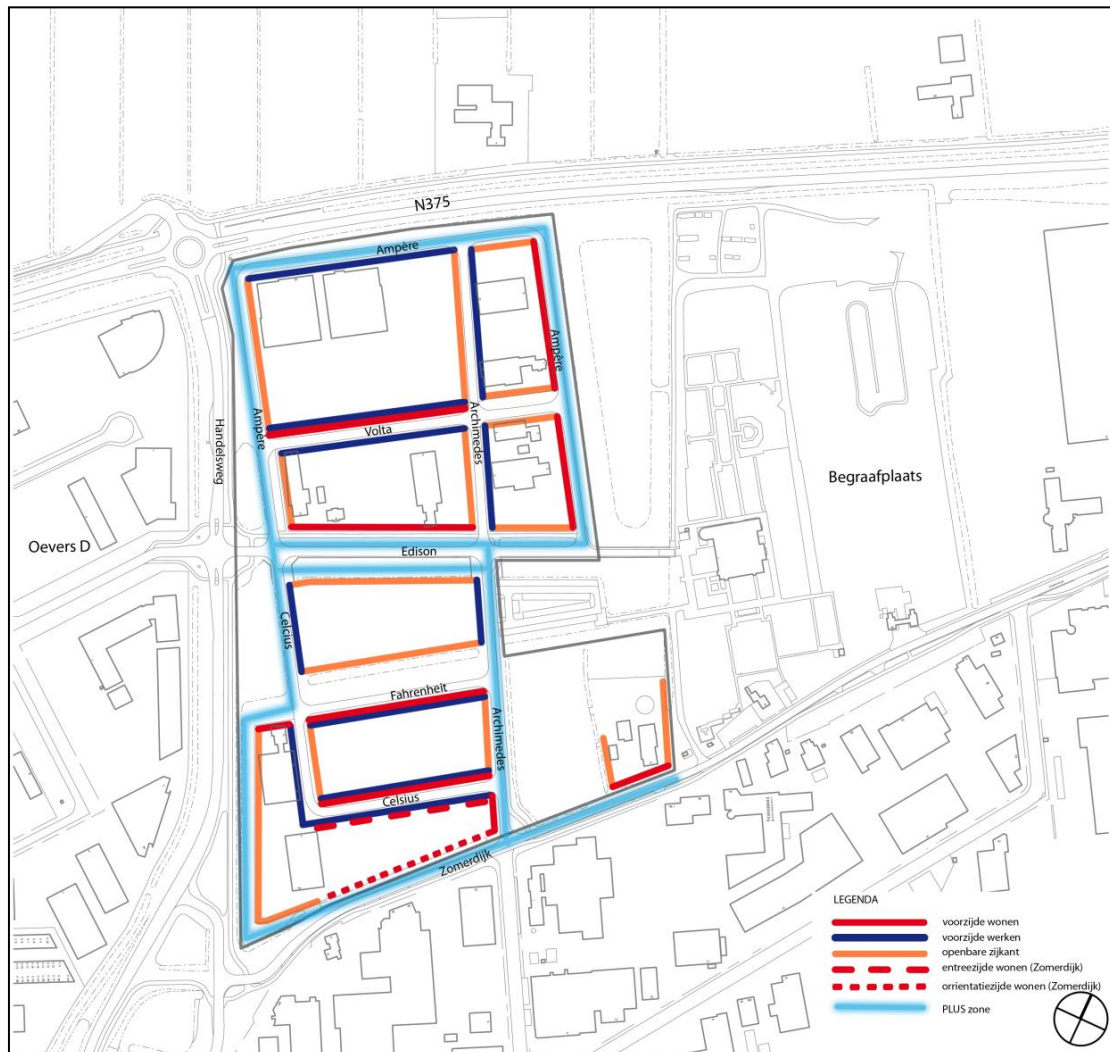 N375
Ampère
Ampère
Archimedes
Ampère
Handelsweg
Volta
Begraafplaats
Oevers D
Edison
Celcius
Fahrenheit
Archimedes
Celsius
Zomerdijk
LEGENDA
voorzijde wonen
voorzijde werken
openbare zijkant
entreezijde wonen (Zomerdijk)
orrientatiezijde wonen (Zomerdijk)
PLUS zone